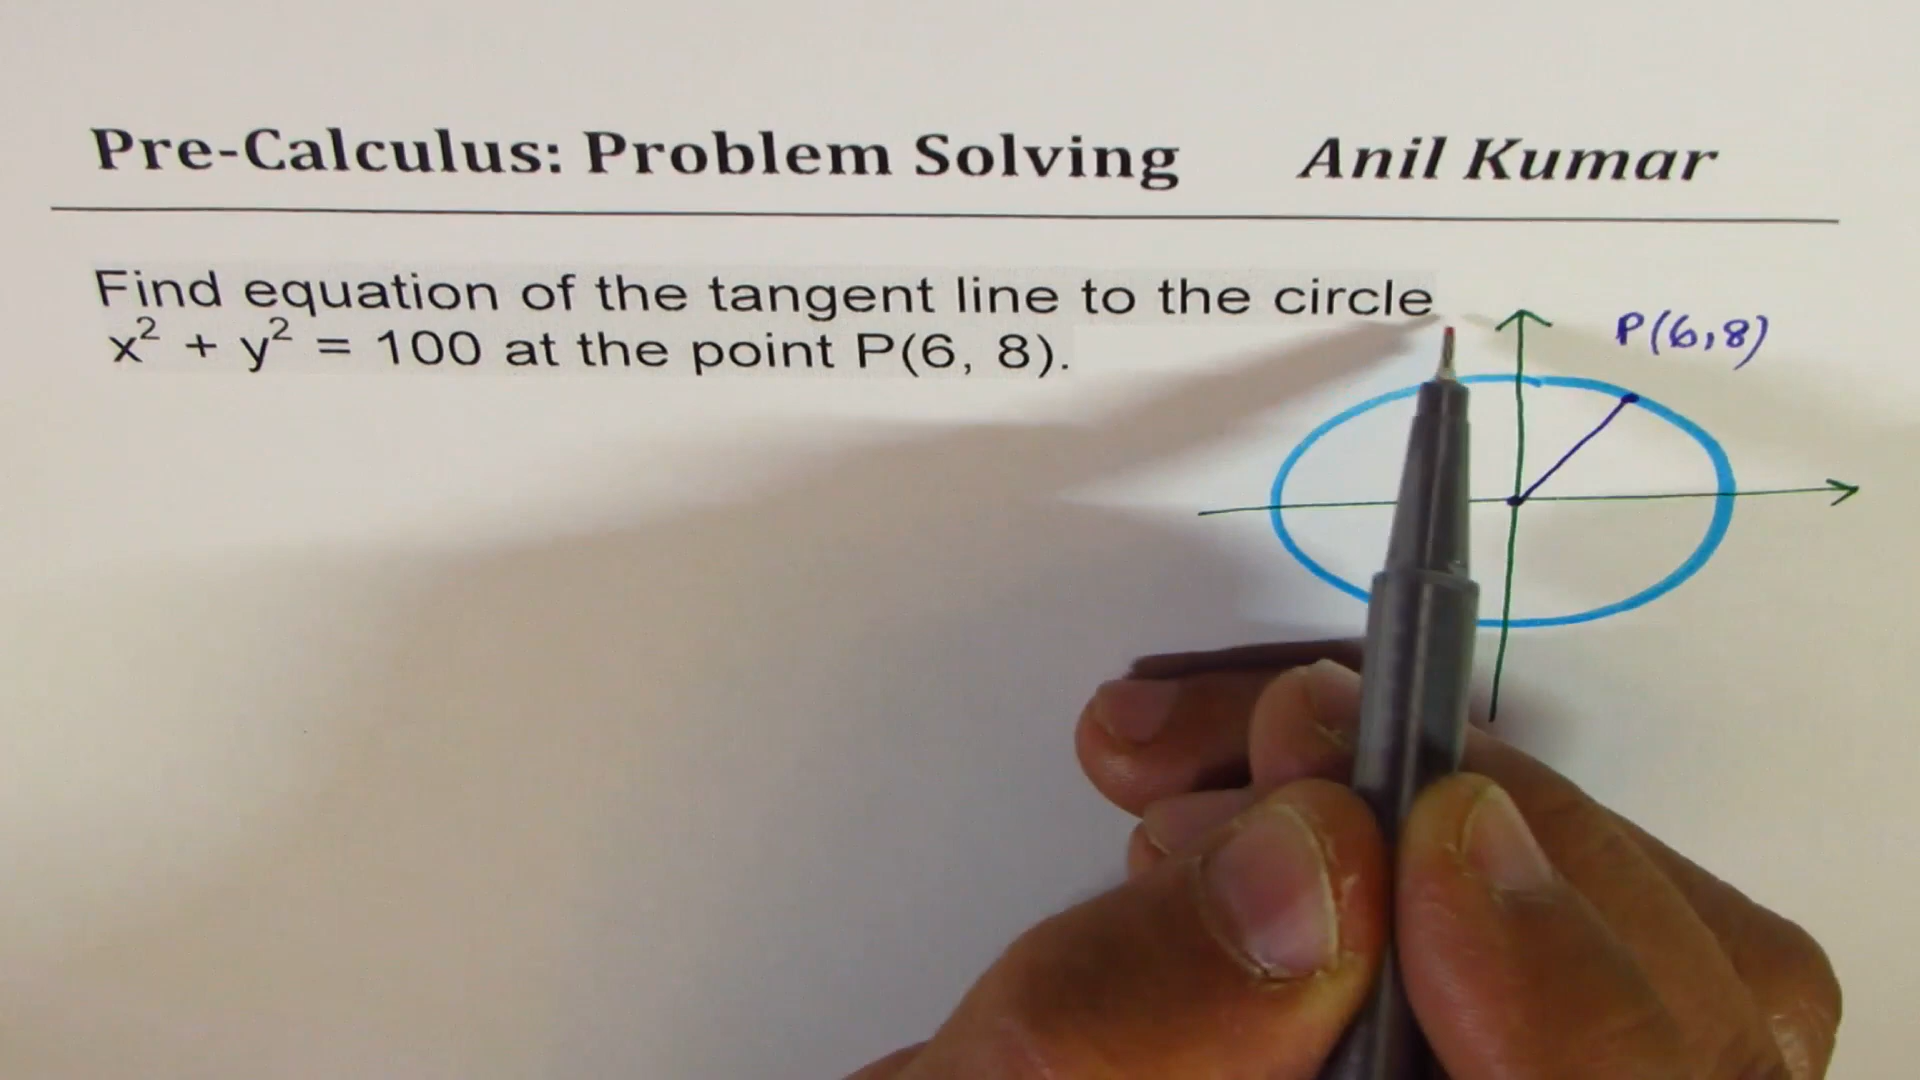 Pre-Calculus: Problem Solving Anil Kumar
Find equation of the tangent line to the circle
x² + y² = 100 at the point P(6, 8).
P(6,8)